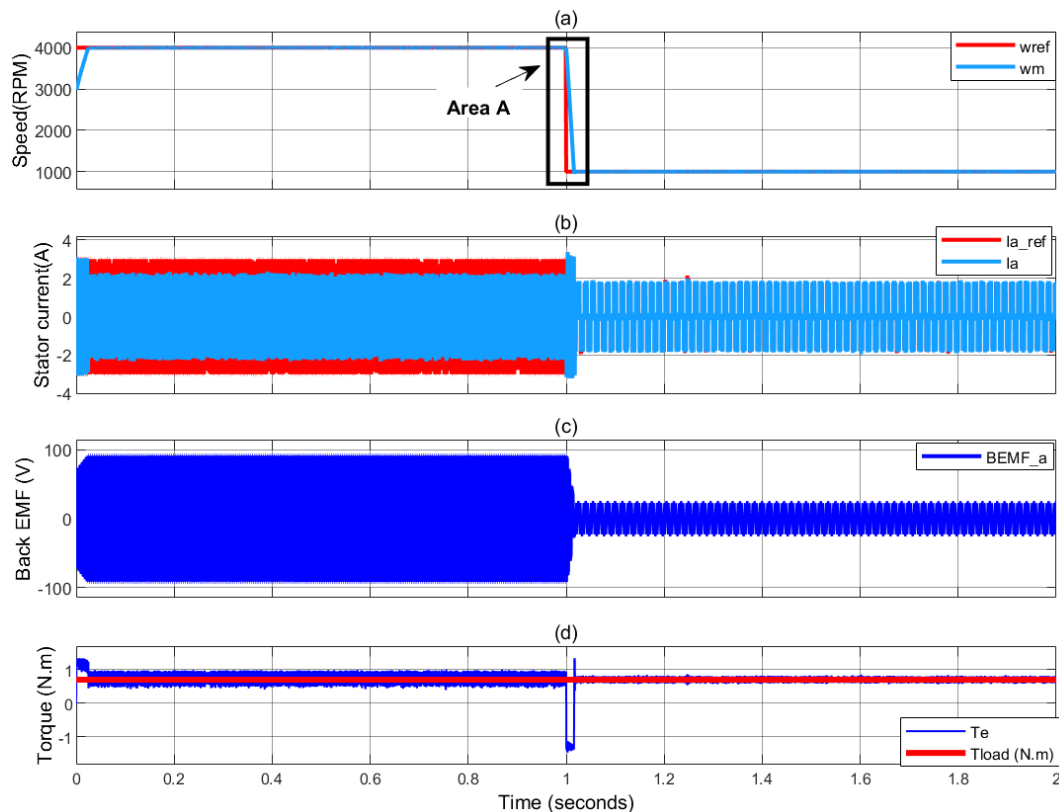 (a)
Speed(RPM)
4000
3000
2000
1000
Area A
wref
wm
(b)
Stator current(A)
4
2
0
-2
-4
Ia_ref
Ia
(c)
Back EMF (V)
100
0
-100
BEMF_a
(d)
Torque (N.m)
1
0
-1
Te
Tload (N.m)
0 0.2 0.4 0.6 0.8 1 1.2 1.4 1.6 1.8 2
Time (seconds)